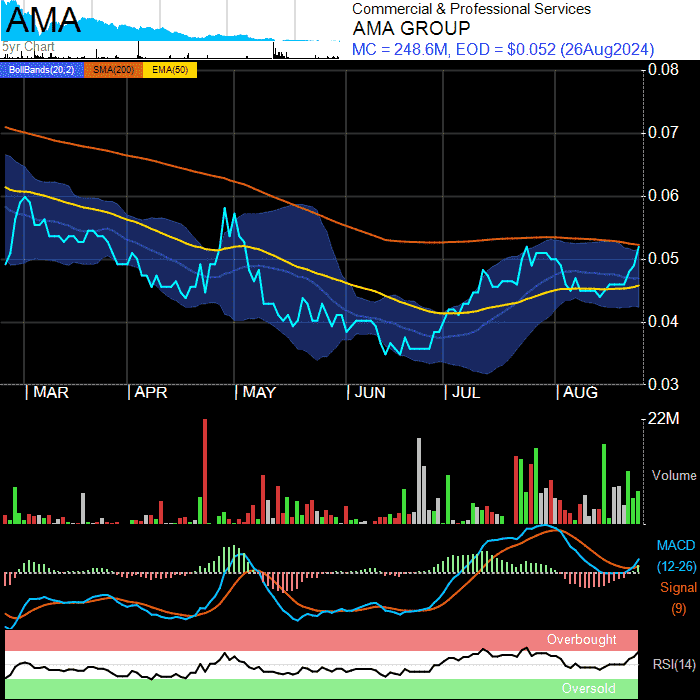 AMA
Commercial & Professional Services
AMA GROUP
MC = 248.6M, EOD = $0.052 (26Aug2024)
5yr Chart
BollBands(20,2) SMA(200) EMA(50)
0.08
0.07
0.06
0.05
0.04
0.03
MAR APR MAY JUN JUL AUG
22M
Volume
MACD
(12-26)
Signal
(9)
Overbought
RSI(14)
Oversold